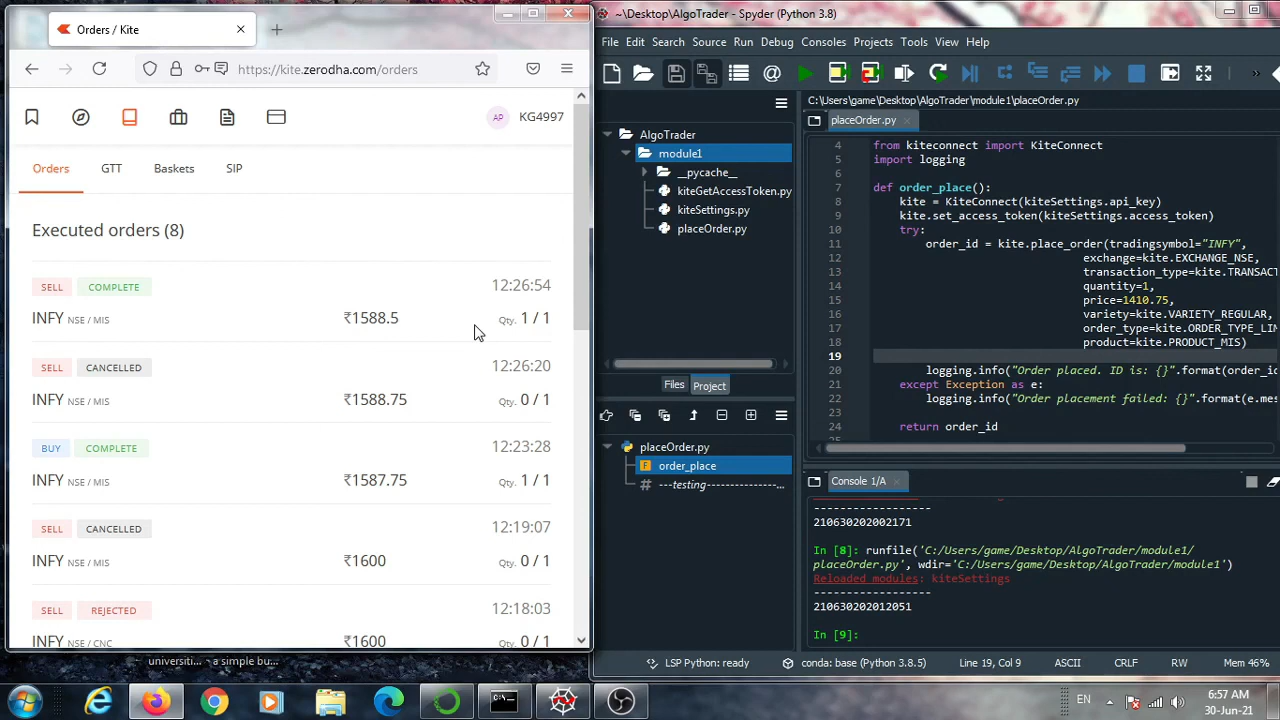 Orders / Kite
https://kite.zerodha.com/orders
AP
KG4997
Orders
GTT
Baskets
SIP
Executed orders (8)
SELL
COMPLETE
12:26:54
INFY NSE / MIS
₹1588.5
Qty. 1 / 1
SELL
CANCELLED
12:26:20
INFY NSE / MIS
₹1588.75
Qty. 0 / 1
BUY
COMPLETE
12:23:28
INFY NSE / MIS
₹1587.75
Qty. 1 / 1
SELL
CANCELLED
12:19:07
INFY NSE / MIS
₹1600
Qty. 0 / 1
SELL
REJECTED
12:18:03
INFY NSE / CNC
₹1600
Qty. 0 / 1
universiti...
~ a simple bu...
~\Desktop\AlgoTrader - Spyder (Python 3.8)
File Edit Search Source Run Debug Consoles Projects Tools View Help
C:\Users\game\Desktop\AlgoTrader\module1\placeOrder.py
AlgoTrader
module1
__pycache__
kiteGetAccessToken.py
kiteSettings.py
placeOrder.py
Files
Project
placeOrder.py
order_place
---testing---------------...
placeOrder.py
4 from kiteconnect import KiteConnect
5 import logging
6
7 def order_place():
8 kite = KiteConnect(kiteSettings.api_key)
9 kite.set_access_token(kiteSettings.access_token)
10 try:
11 order_id = kite.place_order(tradingsymbol="INFY",
12 exchange=kite.EXCHANGE_NSE,
13 transaction_type=kite.TRANSACT
14 quantity=1,
15 price=1410.75,
16 variety=kite.VARIETY_REGULAR,
17 order_type=kite.ORDER_TYPE_LIM
18 product=kite.PRODUCT_MIS)
19
20 logging.info("Order placed. ID is: {}".format(order_id
21 except Exception as e:
22 logging.info("Order placement failed: {}".format(e.mes
23
24 return order_id
Console 1/A
------------------
210630202002171
In [8]: runfile('C:/Users/game/Desktop/AlgoTrader/module1/
placeOrder.py', wdir='C:/Users/game/Desktop/AlgoTrader/module1')
Reloaded modules: kiteSettings
------------------
210630202012051
In [9]:
LSP Python: ready
conda: base (Python 3.8.5)
Line 19, Col 9
ASCII
CRLF
RW
Mem 46%
EN
6:57 AM
30-Jun-21